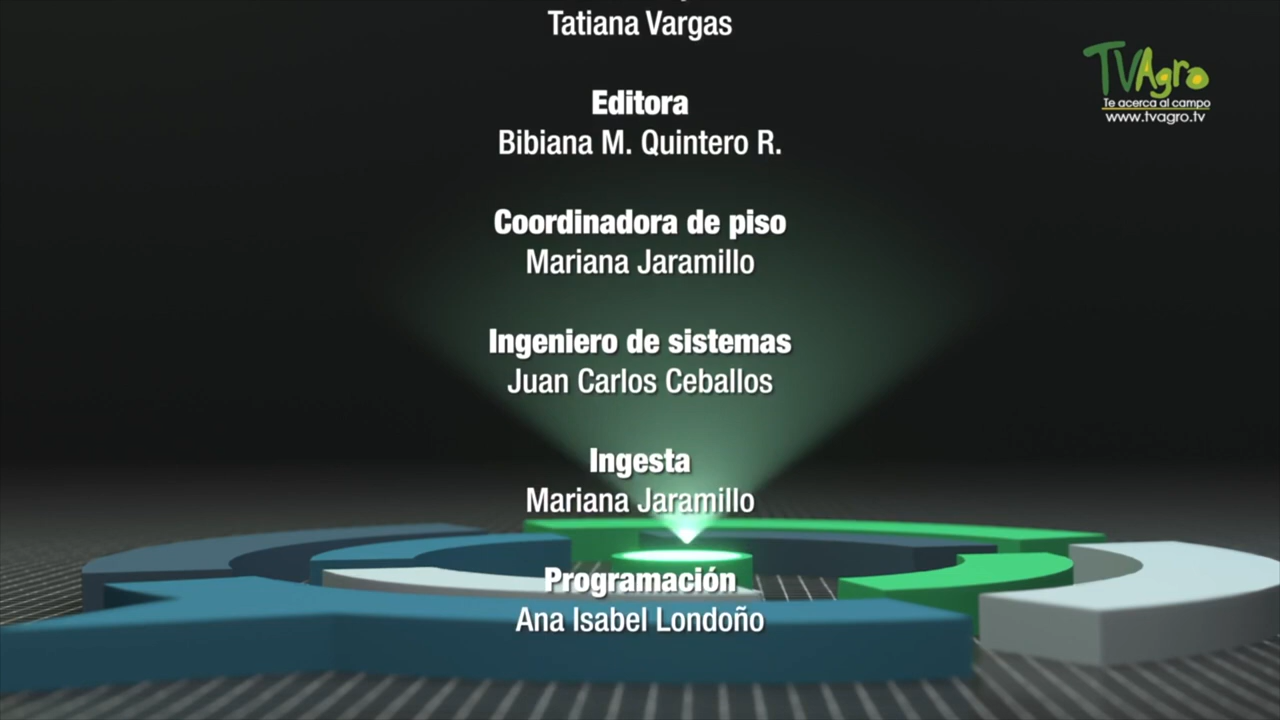 Tatiana Vargas
TVAgro
Te acerca al campo
www.tvagro.tv
Editora
Bibiana M. Quintero R.
Coordinadora de piso
Mariana Jaramillo
Ingeniero de sistemas
Juan Carlos Ceballos
Ingesta
Mariana Jaramillo
Programación
Ana Isabel Londoño